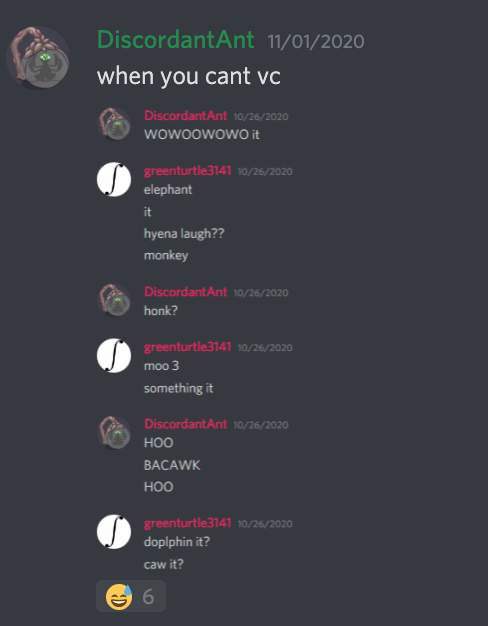 DiscordantAnt 11/01/2020
when you cant vc
DiscordantAnt 10/26/2020
WOWOOWOWO it
greenturtle3141 10/26/2020
elephant
it
hyena laugh??
monkey
DiscordantAnt 10/26/2020
honk?
greenturtle3141 10/26/2020
moo 3
something it
DiscordantAnt 10/26/2020
HOO
BACAWK
HOO
greenturtle3141 10/26/2020
doplphin it?
caw it?
6